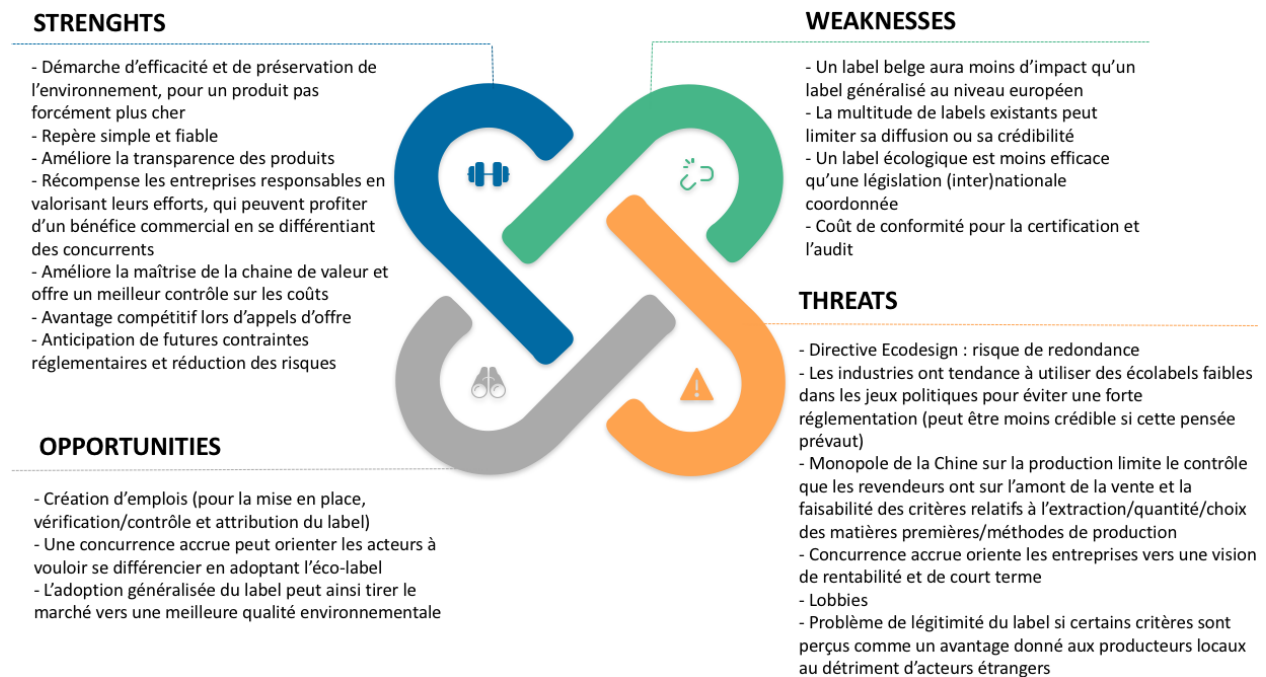 STRENGHTS
- Démarche d’efficacité et de préservation de
l’environnement, pour un produit pas
forcément plus cher
- Repère simple et fiable
- Améliore la transparence des produits
- Récompense les entreprises responsables en
valorisant leurs efforts, qui peuvent profiter
d’un bénéfice commercial en se différentiant
des concurrents
- Améliore la maîtrise de la chaine de valeur et
offre un meilleur contrôle sur les coûts
- Avantage compétitif lors d’appels d’offre
- Anticipation de futures contraintes
réglementaires et réduction des risques
WEAKNESSES
- Un label belge aura moins d’impact qu’un
label généralisé au niveau européen
- La multitude de labels existants peut
limiter sa diffusion ou sa crédibilité
- Un label écologique est moins efficace
qu’une législation (inter)nationale
coordonnée
- Coût de conformité pour la certification et
l’audit
OPPORTUNITIES
- Création d’emplois (pour la mise en place,
vérification/contrôle et attribution du label)
- Une concurrence accrue peut orienter les acteurs à
vouloir se différencier en adoptant l’éco-label
- L’adoption généralisée du label peut ainsi tirer le
marché vers une meilleure qualité environnementale
THREATS
- Directive Ecodesign : risque de redondance
- Les industries ont tendance à utiliser des écolabels faibles
dans les jeux politiques pour éviter une forte
réglementation (peut être moins crédible si cette pensée
prévaut)
- Monopole de la Chine sur la production limite le contrôle
que les revendeurs ont sur l’amont de la vente et la
faisabilité des critères relatifs à l’extraction/quantité/choix
des matières premières/méthodes de production
- Concurrence accrue oriente les entreprises vers une vision
de rentabilité et de court terme
- Lobbies
- Problème de légitimité du label si certains critères sont
perçus comme un avantage donné aux producteurs locaux
au détriment d’acteurs étrangers